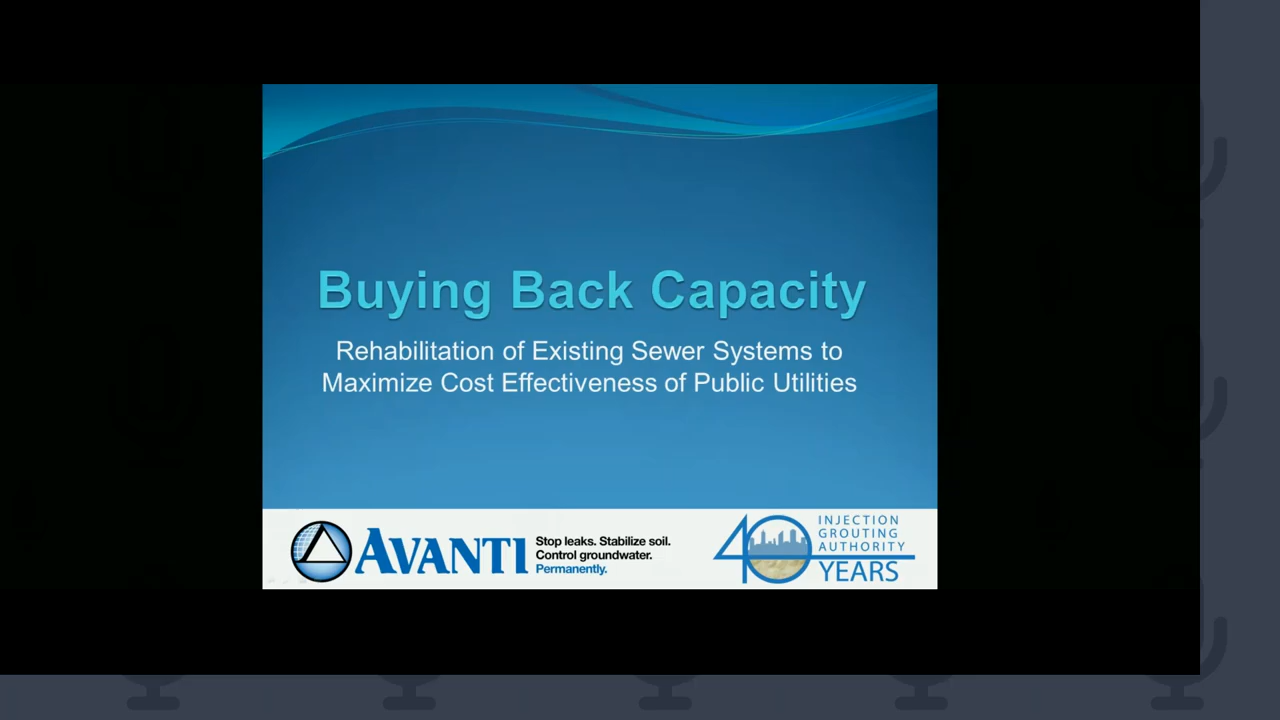 Buying Back Capacity
Rehabilitation of Existing Sewer Systems to
Maximize Cost Effectiveness of Public Utilities
AVANTI
Stop leaks. Stabilize soil.
Control groundwater.
Permanently.
40
INJECTION
GROUTING
AUTHORITY
YEARS